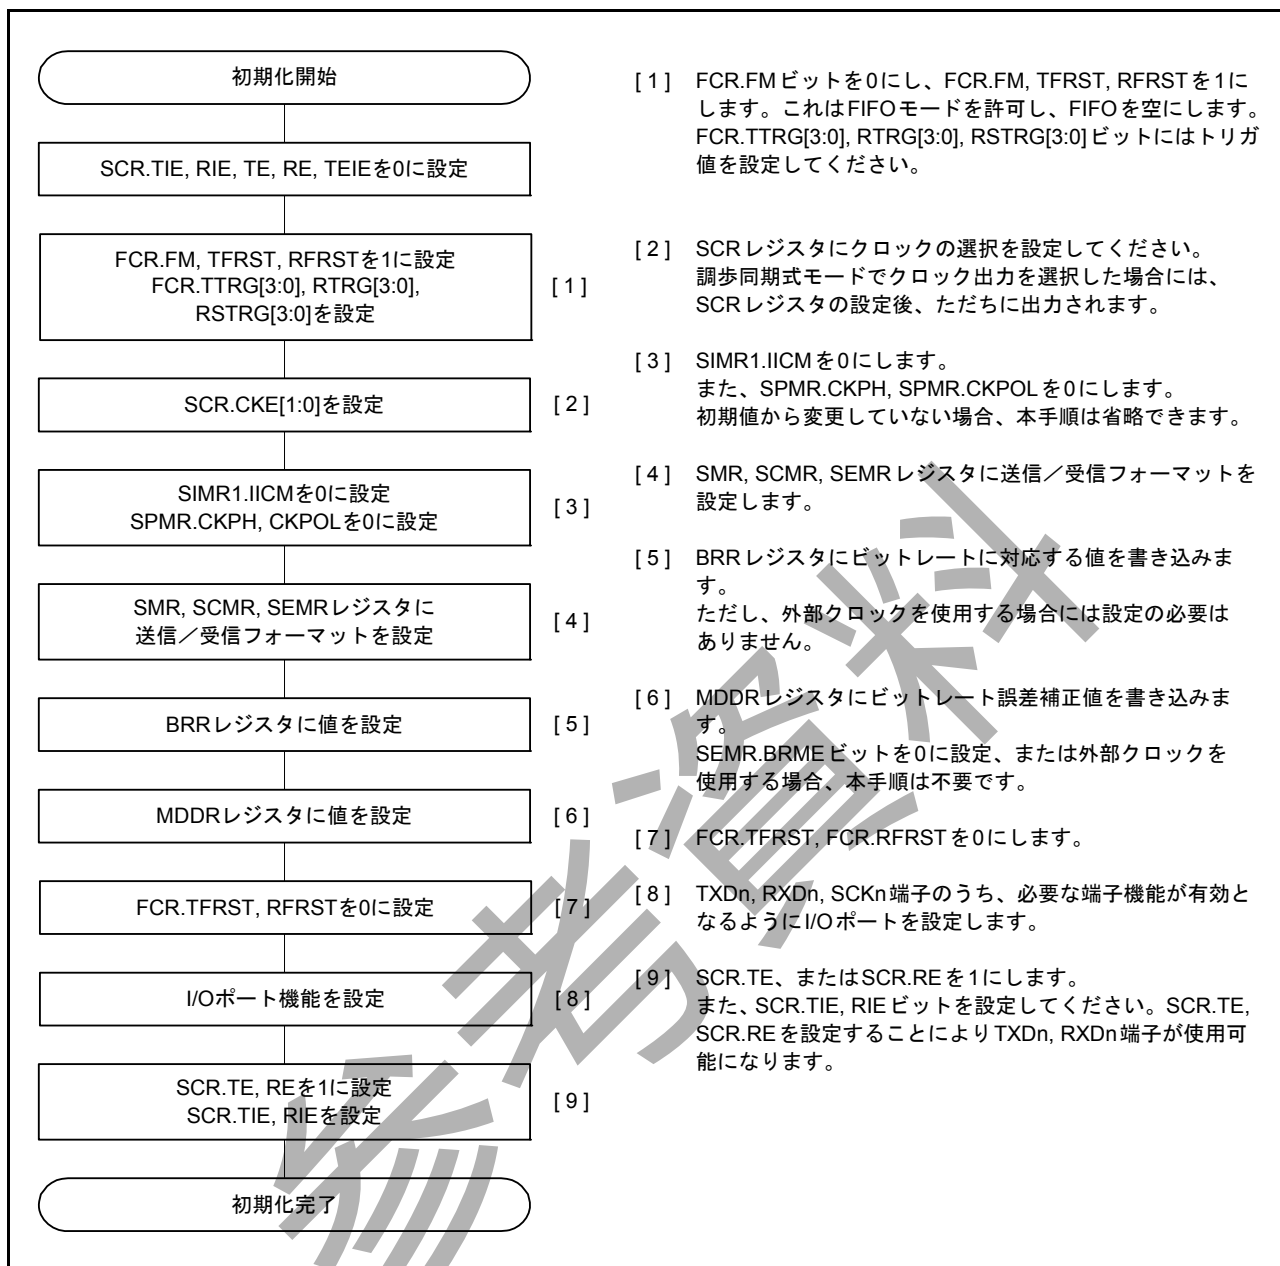 初期化開始
SCR.TIE, RIE, TE, RE, TEIEを0に設定
FCR.FM, TFRST, RFRSTを1に設定
FCR.TTRG[3:0], RTRG[3:0],
RSTRG[3:0]を設定
[ 1 ]
SCR.CKE[1:0]を設定
[ 2 ]
SIMR1.IICMを0に設定
SPMR.CKPH, CKPOLを0に設定
[ 3 ]
SMR, SCMR, SEMRレジスタに
送信／受信フォーマットを設定
[ 4 ]
BRRレジスタに値を設定
[ 5 ]
MDDRレジスタに値を設定
[ 6 ]
FCR.TFRST, RFRSTを0に設定
[ 7 ]
I/Oポート機能を設定
[ 8 ]
SCR.TE, REを1に設定
SCR.TIE, RIEを設定
[ 9 ]
初期化完了
[ 1 ] FCR.FMビットを0にし、FCR.FM, TFRST, RFRSTを1に
します。これはFIFOモードを許可し、FIFOを空にします。
FCR.TTRG[3:0], RTRG[3:0], RSTRG[3:0]ビットにはトリガ
値を設定してください。
[ 2 ] SCRレジスタにクロックの選択を設定してください。
調歩同期式モードでクロック出力を選択した場合には、
SCRレジスタの設定後、ただちに出力されます。
[ 3 ] SIMR1.IICMを0にします。
また、SPMR.CKPH, SPMR.CKPOLを0にします。
初期値から変更していない場合、本手順は省略できます。
[ 4 ] SMR, SCMR, SEMRレジスタに送信／受信フォーマットを
設定します。
[ 5 ] BRRレジスタにビットレートに対応する値を書き込みま
す。
ただし、外部クロックを使用する場合には設定の必要は
ありません。
[ 6 ] MDDRレジスタにビットレート誤差補正値を書き込みま
す。
SEMR.BRMEビットを0に設定、または外部クロックを
使用する場合、本手順は不要です。
[ 7 ] FCR.TFRST, FCR.RFRSTを0にします。
[ 8 ] TXDn, RXDn, SCKn端子のうち、必要な端子機能が有効と
なるようにI/Oポートを設定します。
[ 9 ] SCR.TE、またはSCR.REを1にします。
また、SCR.TIE, RIEビットを設定してください。SCR.TE,
SCR.REを設定することによりTXDn, RXDn端子が使用可
能になります。
参考資料